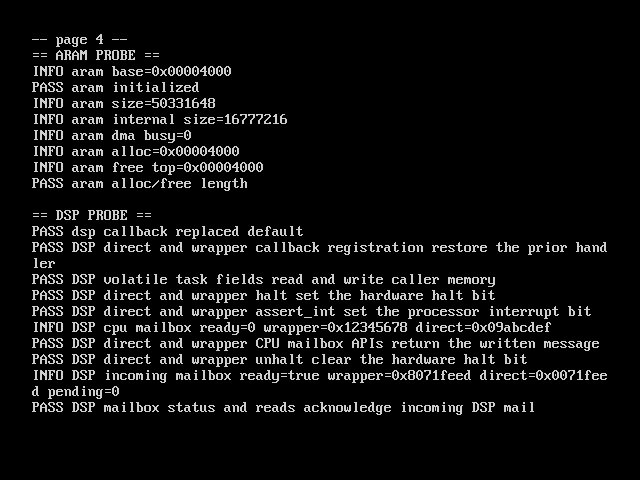 -- page 4 --
== ARAM PROBE ==
INFO aram base=0x00004000
PASS aram initialized
INFO aram size=50331648
INFO aram internal size=16777216
INFO aram dma busy=0
INFO aram alloc=0x00004000
INFO aram free top=0x00004000
PASS aram alloc/free length
== DSP PROBE ==
PASS dsp callback replaced default
PASS DSP direct and wrapper callback registration restore the prior hand
ler
PASS DSP volatile task fields read and write caller memory
PASS DSP direct and wrapper halt set the hardware halt bit
PASS DSP direct and wrapper assert_int set the processor interrupt bit
INFO DSP cpu mailbox ready=0 wrapper=0x12345678 direct=0x09abcdef
PASS DSP direct and wrapper CPU mailbox APIs return the written message
PASS DSP direct and wrapper unhalt clear the hardware halt bit
INFO DSP incoming mailbox ready=true wrapper=0x8071feed direct=0x0071fee
d pending=0
PASS DSP mailbox status and reads acknowledge incoming DSP mail